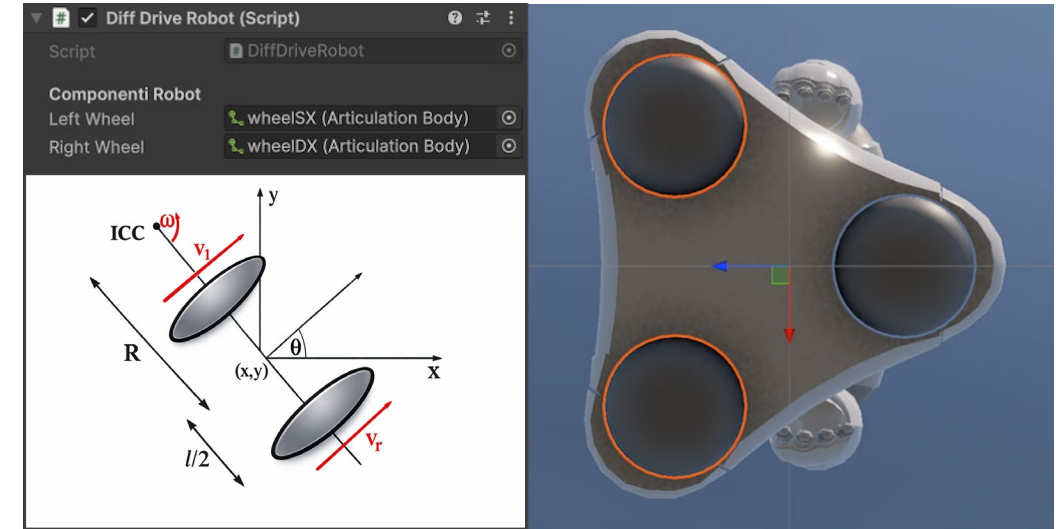 Diff Drive Robot (Script)
Script DiffDriveRobot
Componenti Robot
Left Wheel wheelSX (Articulation Body)
Right Wheel wheelDX (Articulation Body)
y
ICC ω
v₁
R
θ
(x,y) x
l/2 vᵣ